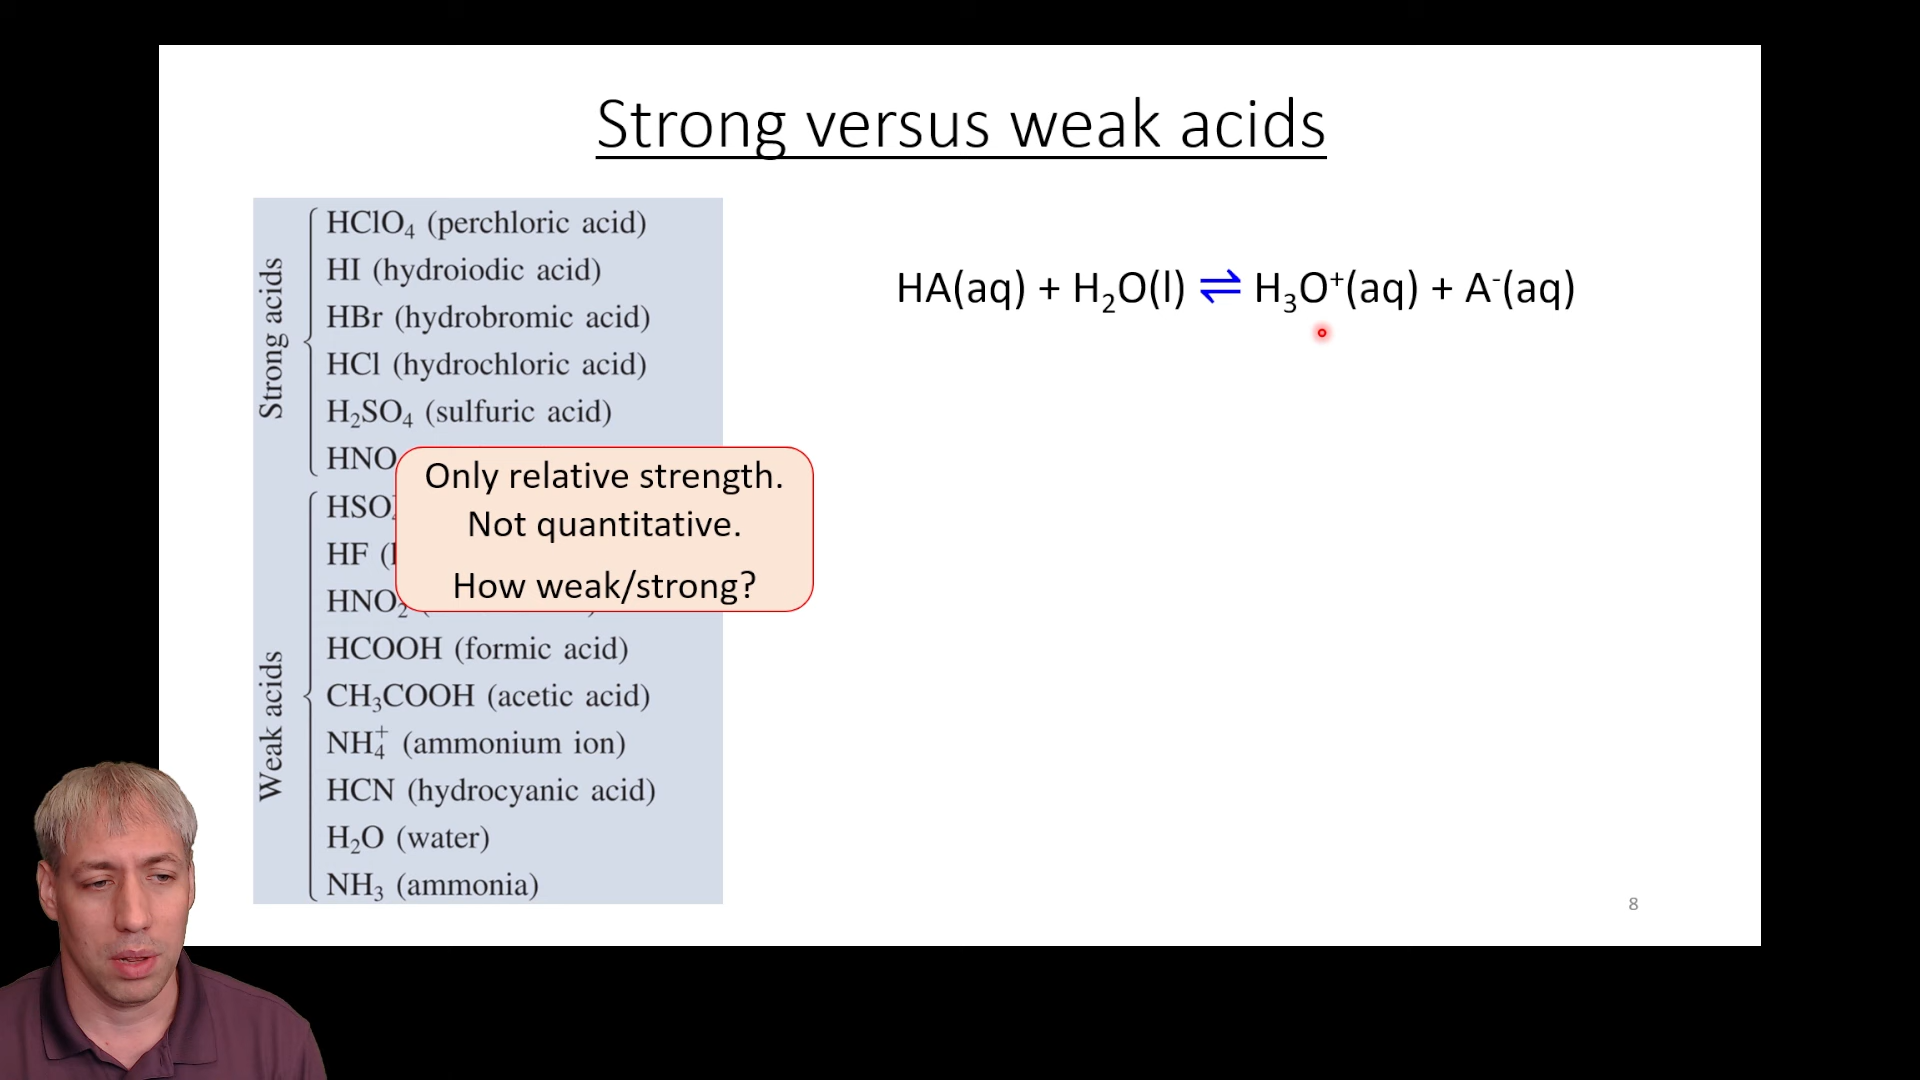 Strong versus weak acids
Strong acids
HClO₄ (perchloric acid)
HI (hydroiodic acid)
HBr (hydrobromic acid)
HCl (hydrochloric acid)
H₂SO₄ (sulfuric acid)
HNO
Weak acids
HSO
HF (
HNO₂
HCOOH (formic acid)
CH₃COOH (acetic acid)
NH₄⁺ (ammonium ion)
HCN (hydrocyanic acid)
H₂O (water)
NH₃ (ammonia)
Only relative strength.
Not quantitative.
How weak/strong?
HA(aq) + H₂O(l) ⇌ H₃O⁺(aq) + A⁻(aq)
8